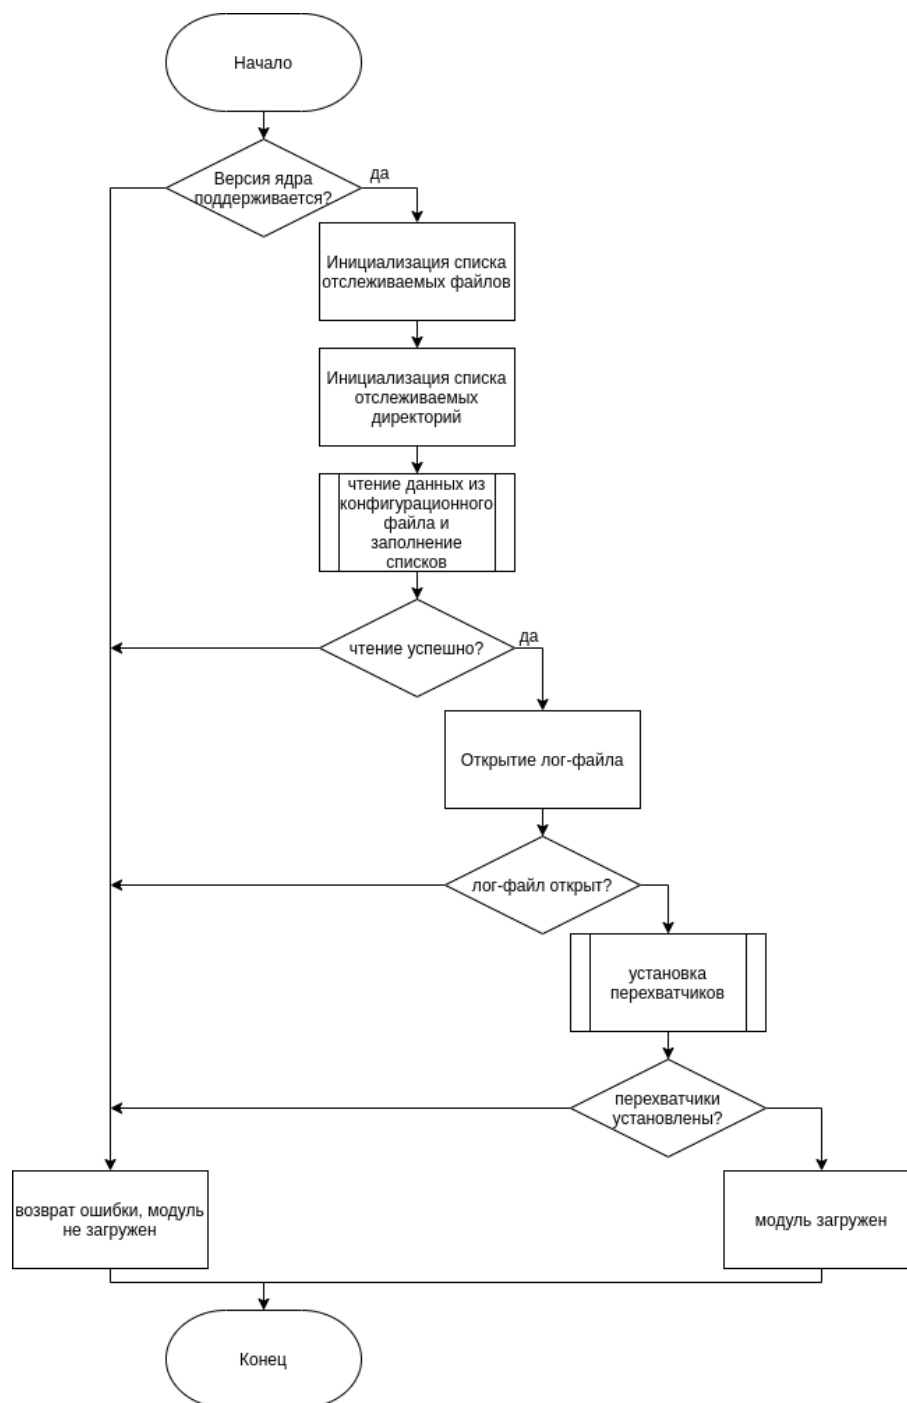 Начало
Версия ядра
поддерживается?
да
Инициализация списка
отслеживаемых файлов
Инициализация списка
отслеживаемых
директорий
чтение данных из
конфигурационного
файла и
заполнение
списков
чтение успешно?
да
Открытие лог-файла
лог-файл открыт?
установка
перехватчиков
перехватчики
установлены?
возврат ошибки, модуль
не загружен
модуль загружен
Конец